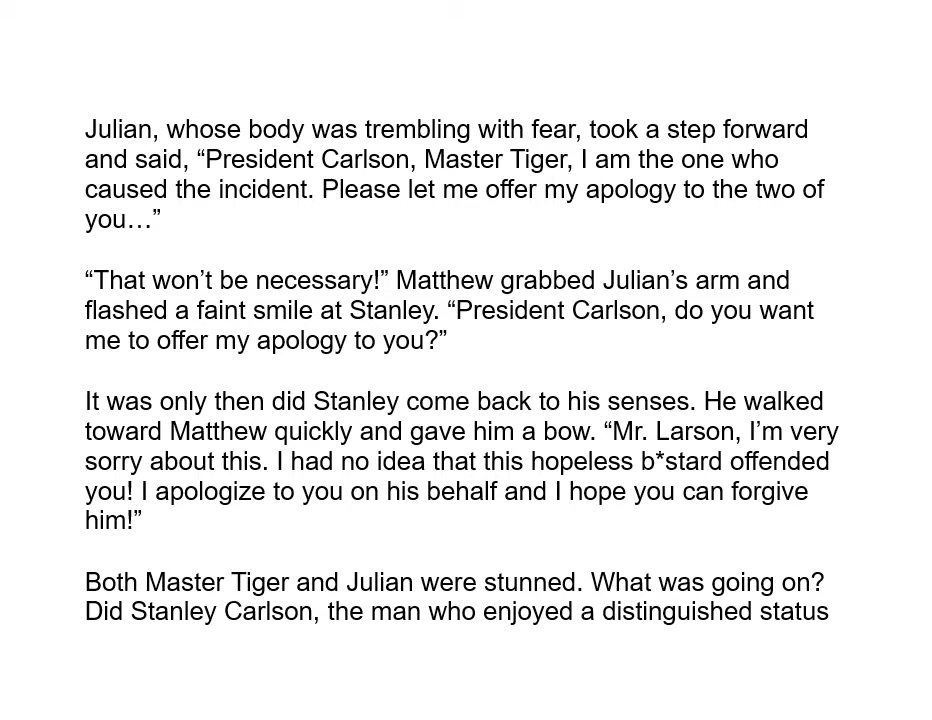 Julian, whose body was trembling with fear, took a step forward
and said, “President Carlson, Master Tiger, I am the one who
caused the incident. Please let me offer my apology to the two of
you…”
“That won’t be necessary!” Matthew grabbed Julian’s arm and
flashed a faint smile at Stanley. “President Carlson, do you want
me to offer my apology to you?”
It was only then did Stanley come back to his senses. He walked
toward Matthew quickly and gave him a bow. “Mr. Larson, I’m very
sorry about this. I had no idea that this hopeless b*stard offended
you! I apologize to you on his behalf and I hope you can forgive
him!”
Both Master Tiger and Julian were stunned. What was going on?
Did Stanley Carlson, the man who enjoyed a distinguished status